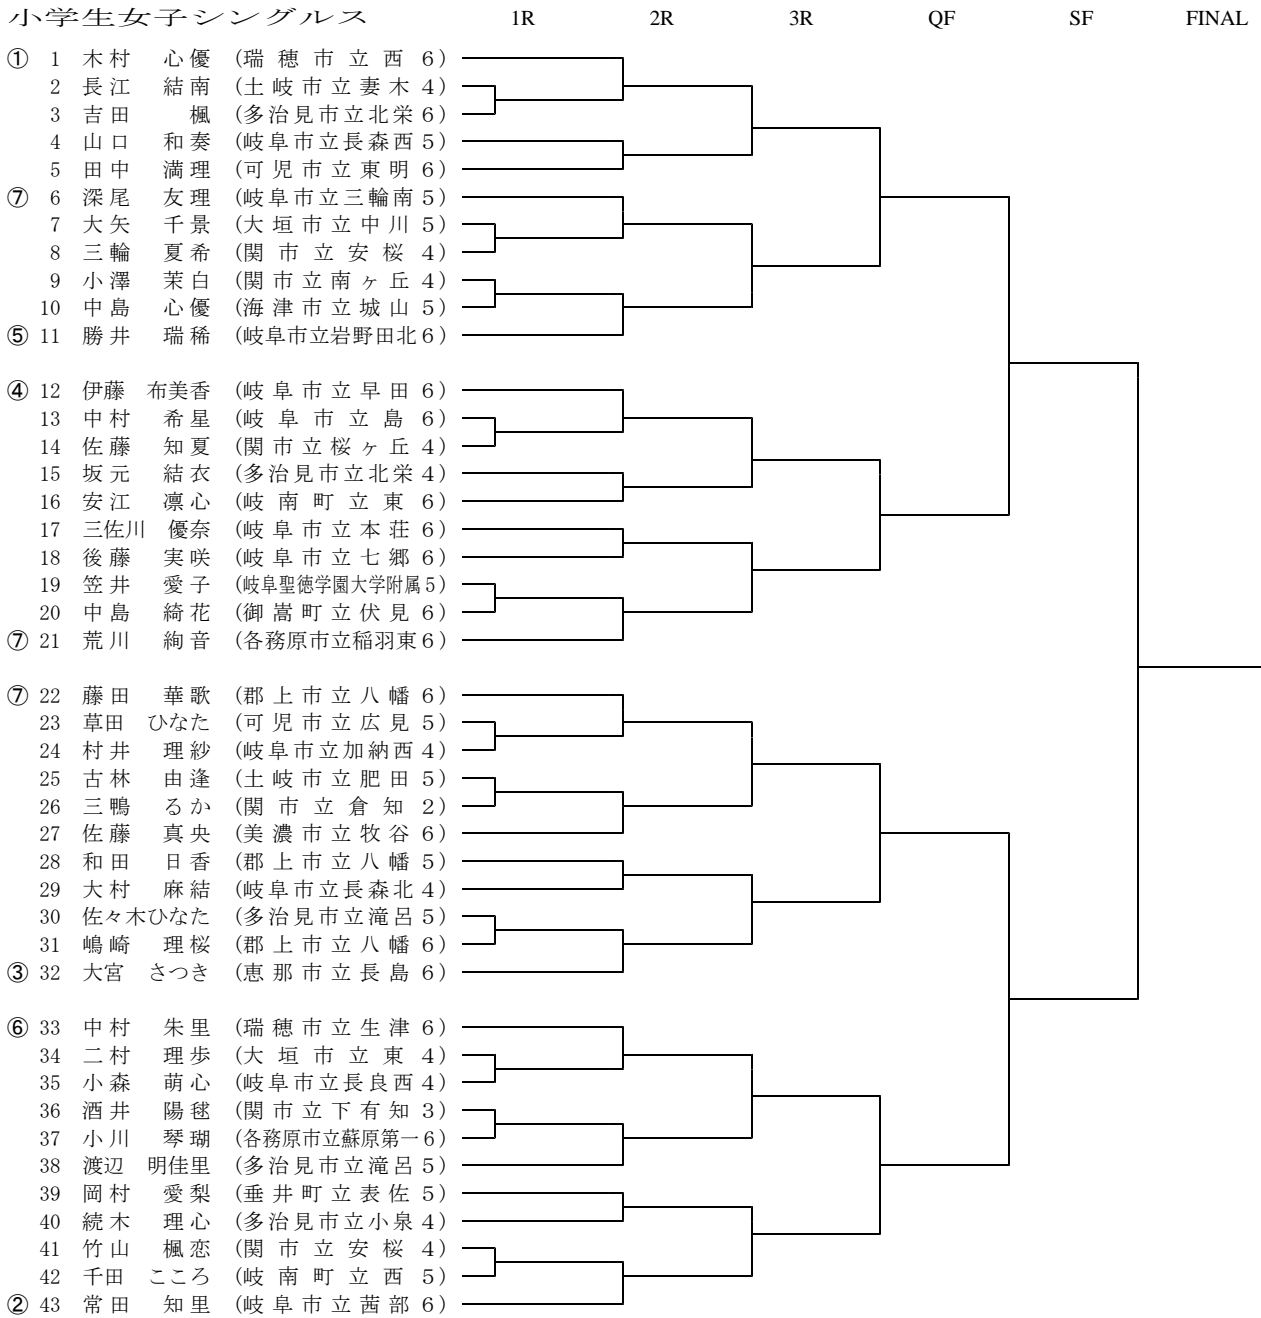 小学生女子シングルス 1R 2R 3R QF SF FINAL
① 1 木村 心優 (瑞穂市立西 6)
2 長江 結南 (土岐市立妻木 4)
3 吉田 楓 (多治見市立北栄 6)
4 山口 和奏 (岐阜市立長森西 5)
5 田中 満理 (可児市立東明 6)
⑦ 6 深尾 友理 (岐阜市立三輪南 5)
7 大矢 千景 (大垣市立中川 5)
8 三輪 夏希 (関市立安桜 4)
9 小澤 茉白 (関市立南ヶ丘 4)
10 中島 心優 (海津市立城山 5)
⑤ 11 勝井 瑞稀 (岐阜市立岩野田北 6)
④ 12 伊藤 布美香 (岐阜市立早田 6)
13 中村 希星 (岐阜市立島 6)
14 佐藤 知夏 (関市立桜ヶ丘 4)
15 坂元 結衣 (多治見市立北栄 4)
16 安江 凛心 (岐南町立東 6)
17 三佐川 優奈 (岐阜市立本荘 6)
18 後藤 実咲 (岐阜市立七郷 6)
19 笠井 愛子 (岐阜聖徳学園大学附属 5)
20 中島 綺花 (御嵩町立伏見 6)
⑦ 21 荒川 絢音 (各務原市立稲羽東 6)
⑦ 22 藤田 華歌 (郡上市立八幡 6)
23 草田 ひなた (可児市立広見 5)
24 村井 理紗 (岐阜市立加納西 4)
25 古林 由逢 (土岐市立肥田 5)
26 三鴨 るか (関市立倉知 2)
27 佐藤 真央 (美濃市立牧谷 6)
28 和田 日香 (郡上市立八幡 5)
29 大村 麻結 (岐阜市立長森北 4)
30 佐々木ひなた (多治見市立滝呂 5)
31 嶋崎 理桜 (郡上市立八幡 6)
③ 32 大宮 さつき (恵那市立長島 6)
⑥ 33 中村 朱里 (瑞穂市立生津 6)
34 二村 理歩 (大垣市立東 4)
35 小森 萌心 (岐阜市立長良西 4)
36 酒井 陽毬 (関市立下有知 3)
37 小川 琴瑚 (各務原市立蘇原第一 6)
38 渡辺 明佳里 (多治見市立滝呂 5)
39 岡村 愛梨 (垂井町立表佐 5)
40 続木 理心 (多治見市立小泉 4)
41 竹山 楓恋 (関市立安桜 4)
42 千田 こころ (岐南町立西 5)
② 43 常田 知里 (岐阜市立茜部 6)